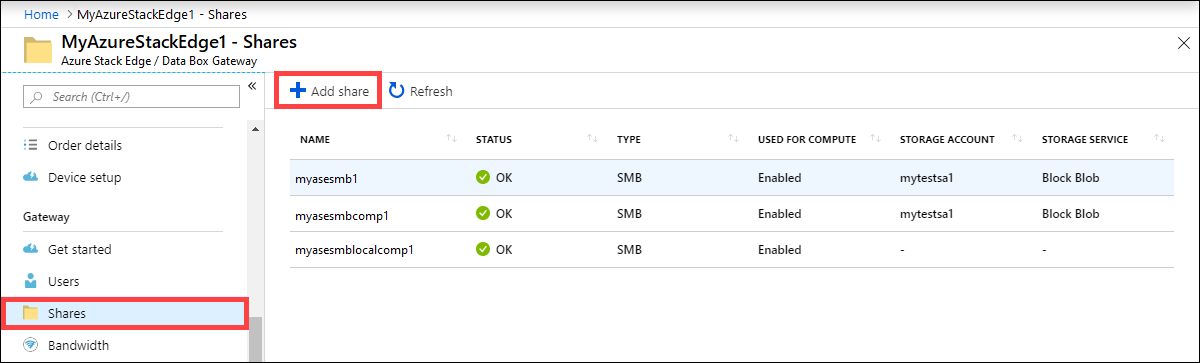 Home > MyAzureStackEdge1 - Shares
MyAzureStackEdge1 - Shares
Azure Stack Edge / Data Box Gateway
Search (Ctrl+/)
Order details
Device setup
Gateway
Get started
Users
Shares
Bandwidth
Add share Refresh
NAME STATUS TYPE USED FOR COMPUTE STORAGE ACCOUNT STORAGE SERVICE
myasesmb1 OK SMB Enabled mytestsa1 Block Blob
myasesmbcomp1 OK SMB Enabled mytestsa1 Block Blob
myasesmblocalcomp1 OK SMB Enabled - -